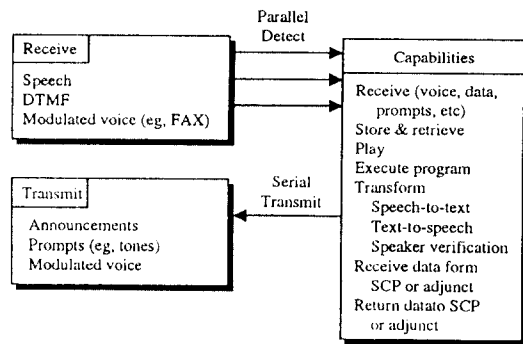 Parallel
Detect
Receive
Speech
DTMF
Modulated voice (eg, FAX)
Transmit
Announcements
Prompts (eg, tones)
Modulated voice
Serial
Transmit
Capabilities
Receive (voice, data,
prompts, etc)
Store & retrieve
Play
Execute program
Transform
Speech-to-text
Text-to-speech
Speaker verification
Receive data form
SCP or adjunct
Return datato SCP
or adjunct